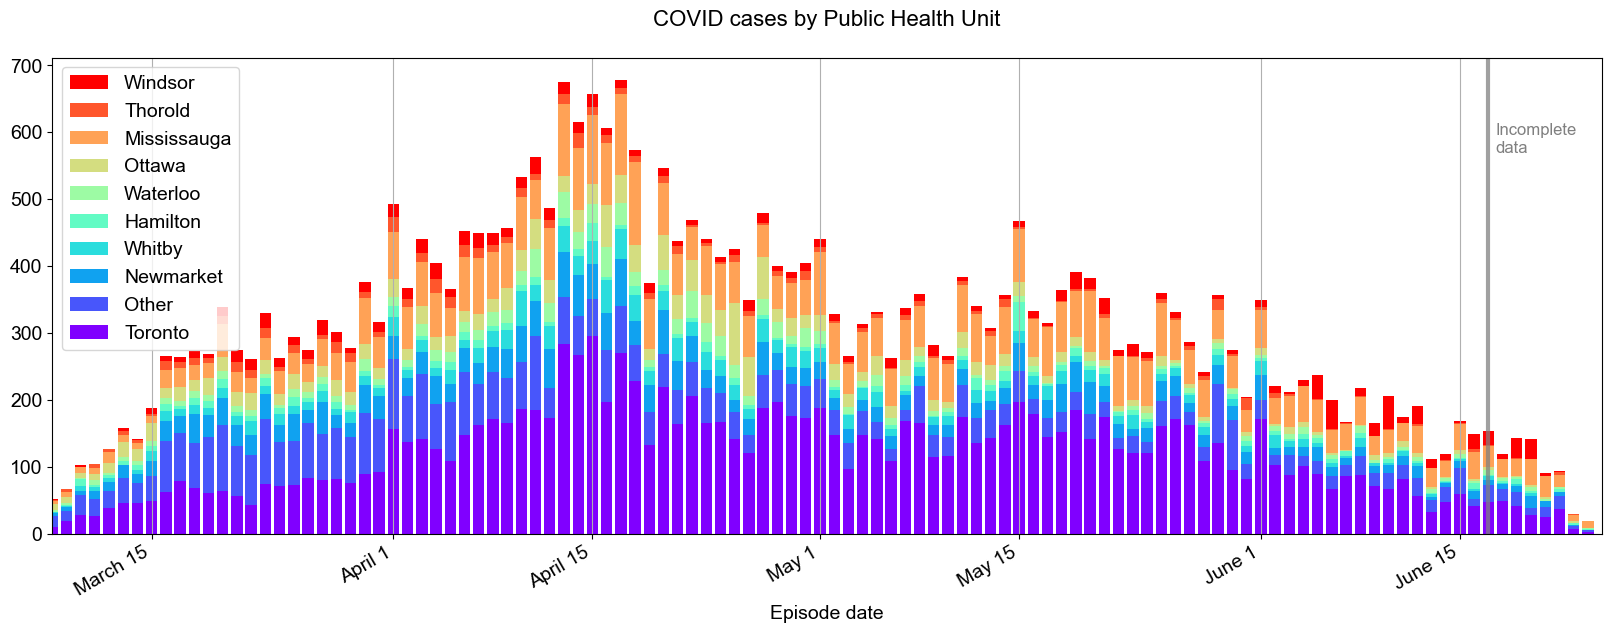 COVID cases by Public Health Unit
700
600
500
400
300
200
100
0
Windsor
Thorold
Mississauga
Ottawa
Waterloo
Hamilton
Whitby
Newmarket
Other
Toronto
Incomplete
data
March 15
April 1
April 15
May 1
May 15
June 1
June 15
Episode date